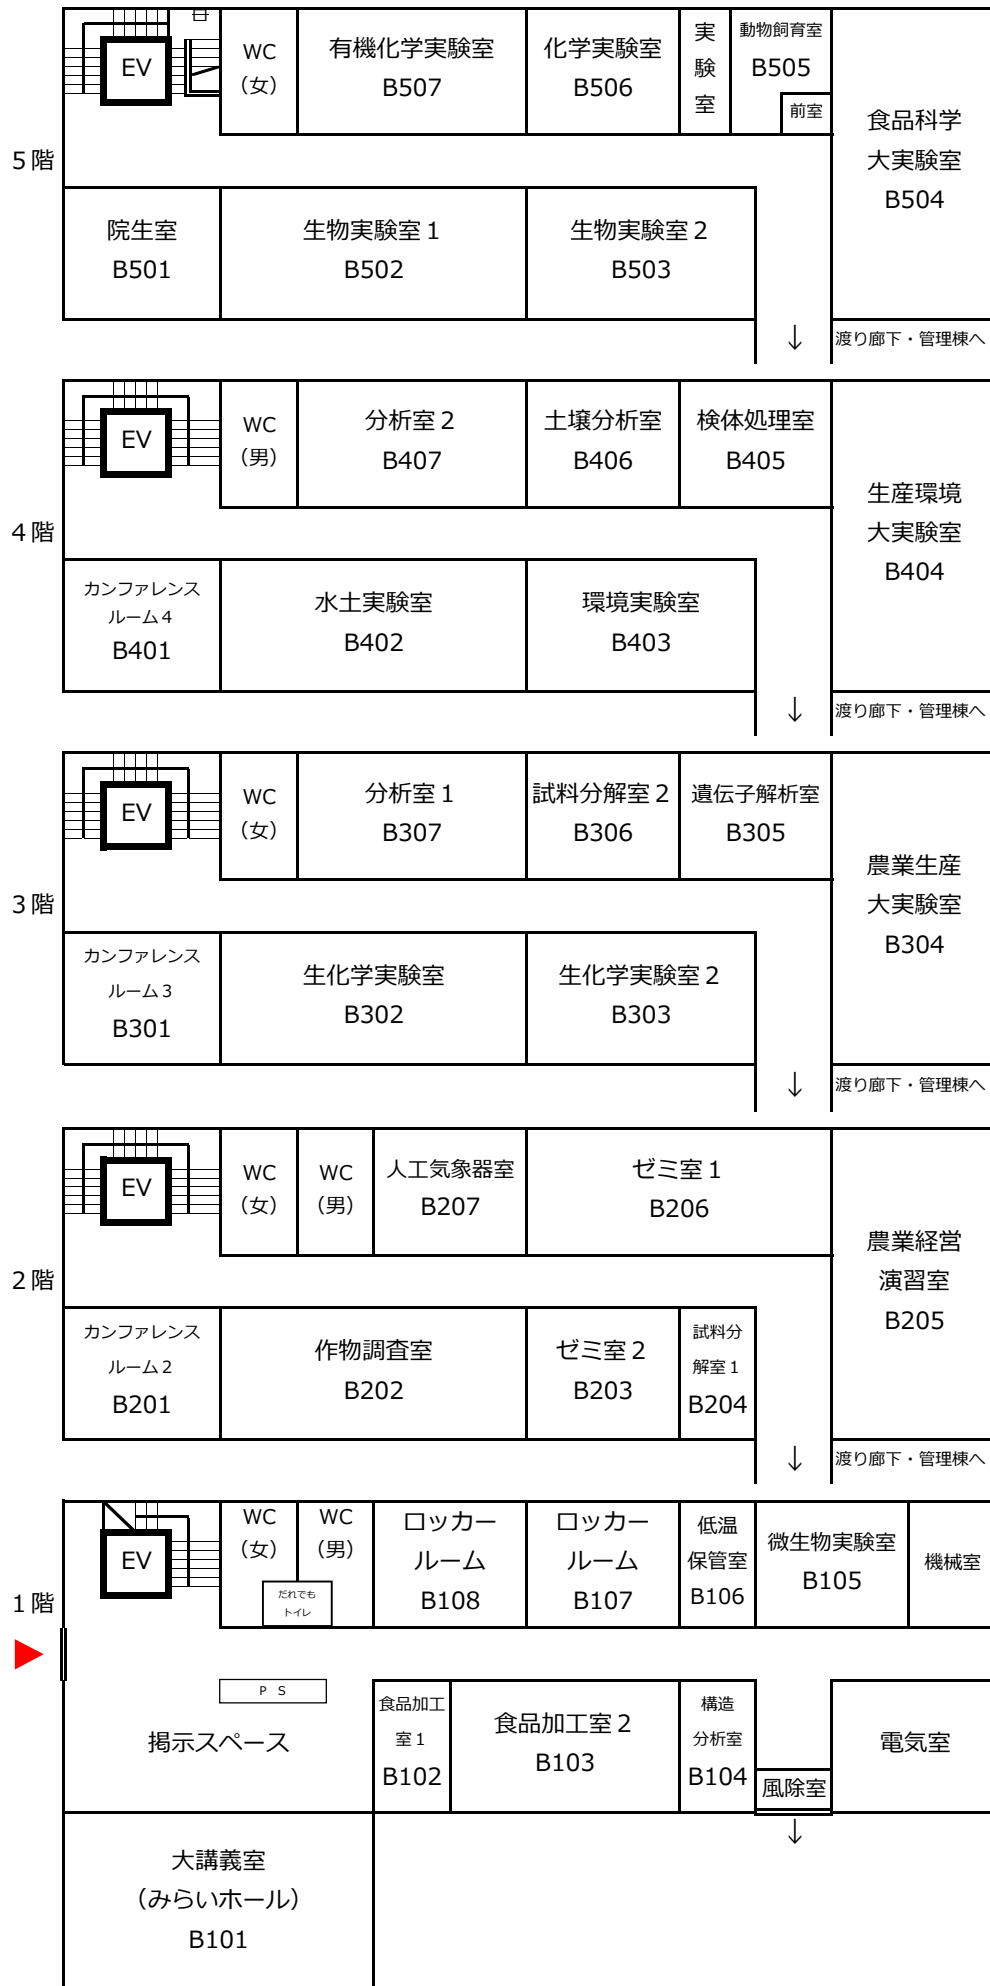 5階
EV
WC
（女）
有機化学実験室
B507
化学実験室
B506
実
験
室
動物飼育室
B505
前室
食品科学
大実験室
B504
院生室
B501
生物実験室１
B502
生物実験室２
B503
↓
渡り廊下・管理棟へ
4階
EV
WC
（男）
分析室２
B407
土壌分析室
B406
検体処理室
B405
生産環境
大実験室
B404
カンファレンス
ルーム４
B401
水土実験室
B402
環境実験室
B403
↓
渡り廊下・管理棟へ
3階
EV
WC
（女）
分析室１
B307
試料分解室２
B306
遺伝子解析室
B305
農業生産
大実験室
B304
カンファレンス
ルーム３
B301
生化学実験室
B302
生化学実験室２
B303
↓
渡り廊下・管理棟へ
2階
EV
WC
（女）
WC
（男）
人工気象器室
B207
ゼミ室１
B206
農業経営
演習室
B205
カンファレンス
ルーム２
B201
作物調査室
B202
ゼミ室２
B203
試料分
解室１
B204
↓
渡り廊下・管理棟へ
1階
EV
WC
（女）
WC
（男）
だれでも
トイレ
ロッカー
ルーム
B108
ロッカー
ルーム
B107
低温
保管室
B106
微生物実験室
B105
機械室
ＰＳ
掲示スペース
食品加工
室１
B102
食品加工室２
B103
構造
分析室
B104
風除室
電気室
↓
大講義室
（みらいホール）
B101